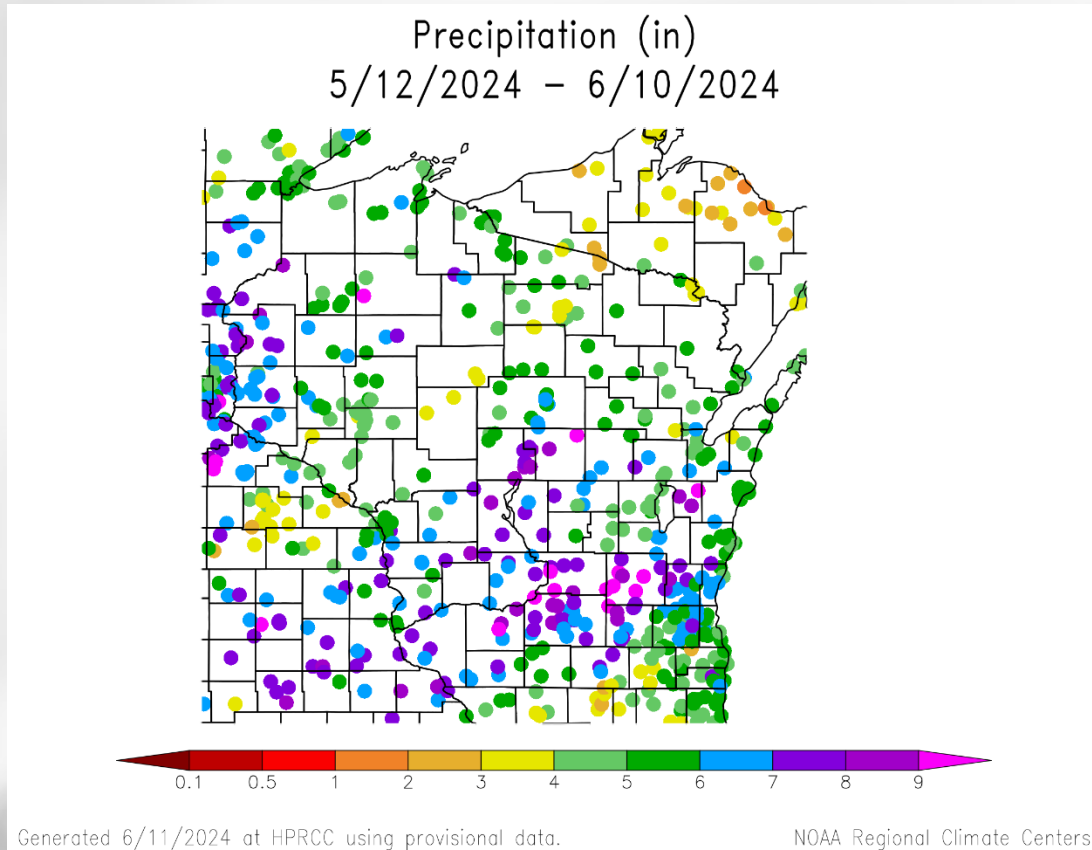 Precipitation (in)
5/12/2024 – 6/10/2024
0.1 0.5 1 2 3 4 5 6 7 8 9
Generated 6/11/2024 at HPRCC using provisional data.
NOAA Regional Climate Centers